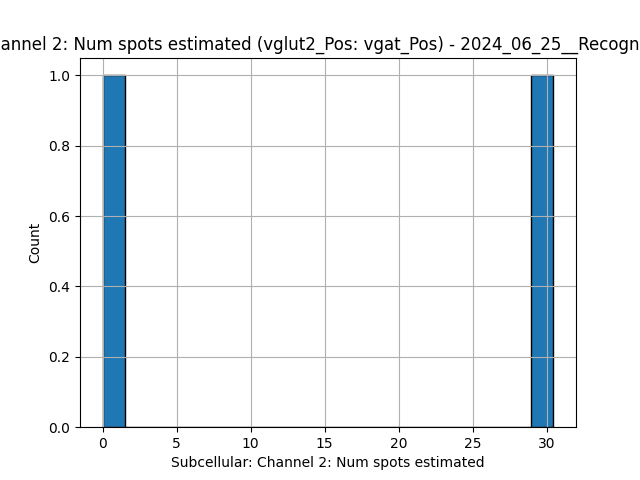 annel 2: Num spots estimated (vglut2_Pos: vgat_Pos) - 2024_06_25__Recogn
1.0
0.8
0.6
0.4
0.2
0.0
Count
0 5 10 15 20 25 30
Subcellular: Channel 2: Num spots estimated